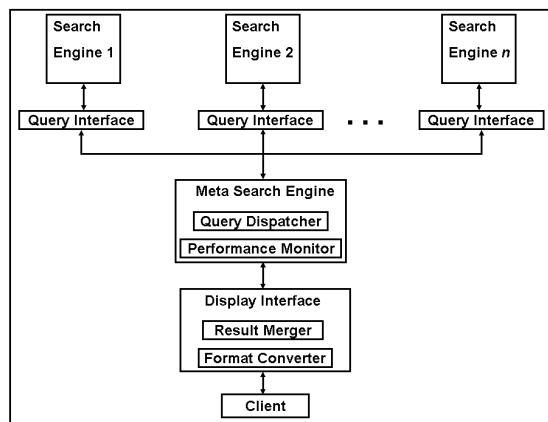 Search
Engine 1
Search
Engine 2
Search
Engine n
Query Interface
Query Interface
. . .
Query Interface
Meta Search Engine
Query Dispatcher
Performance Monitor
Display Interface
Result Merger
Format Converter
Client